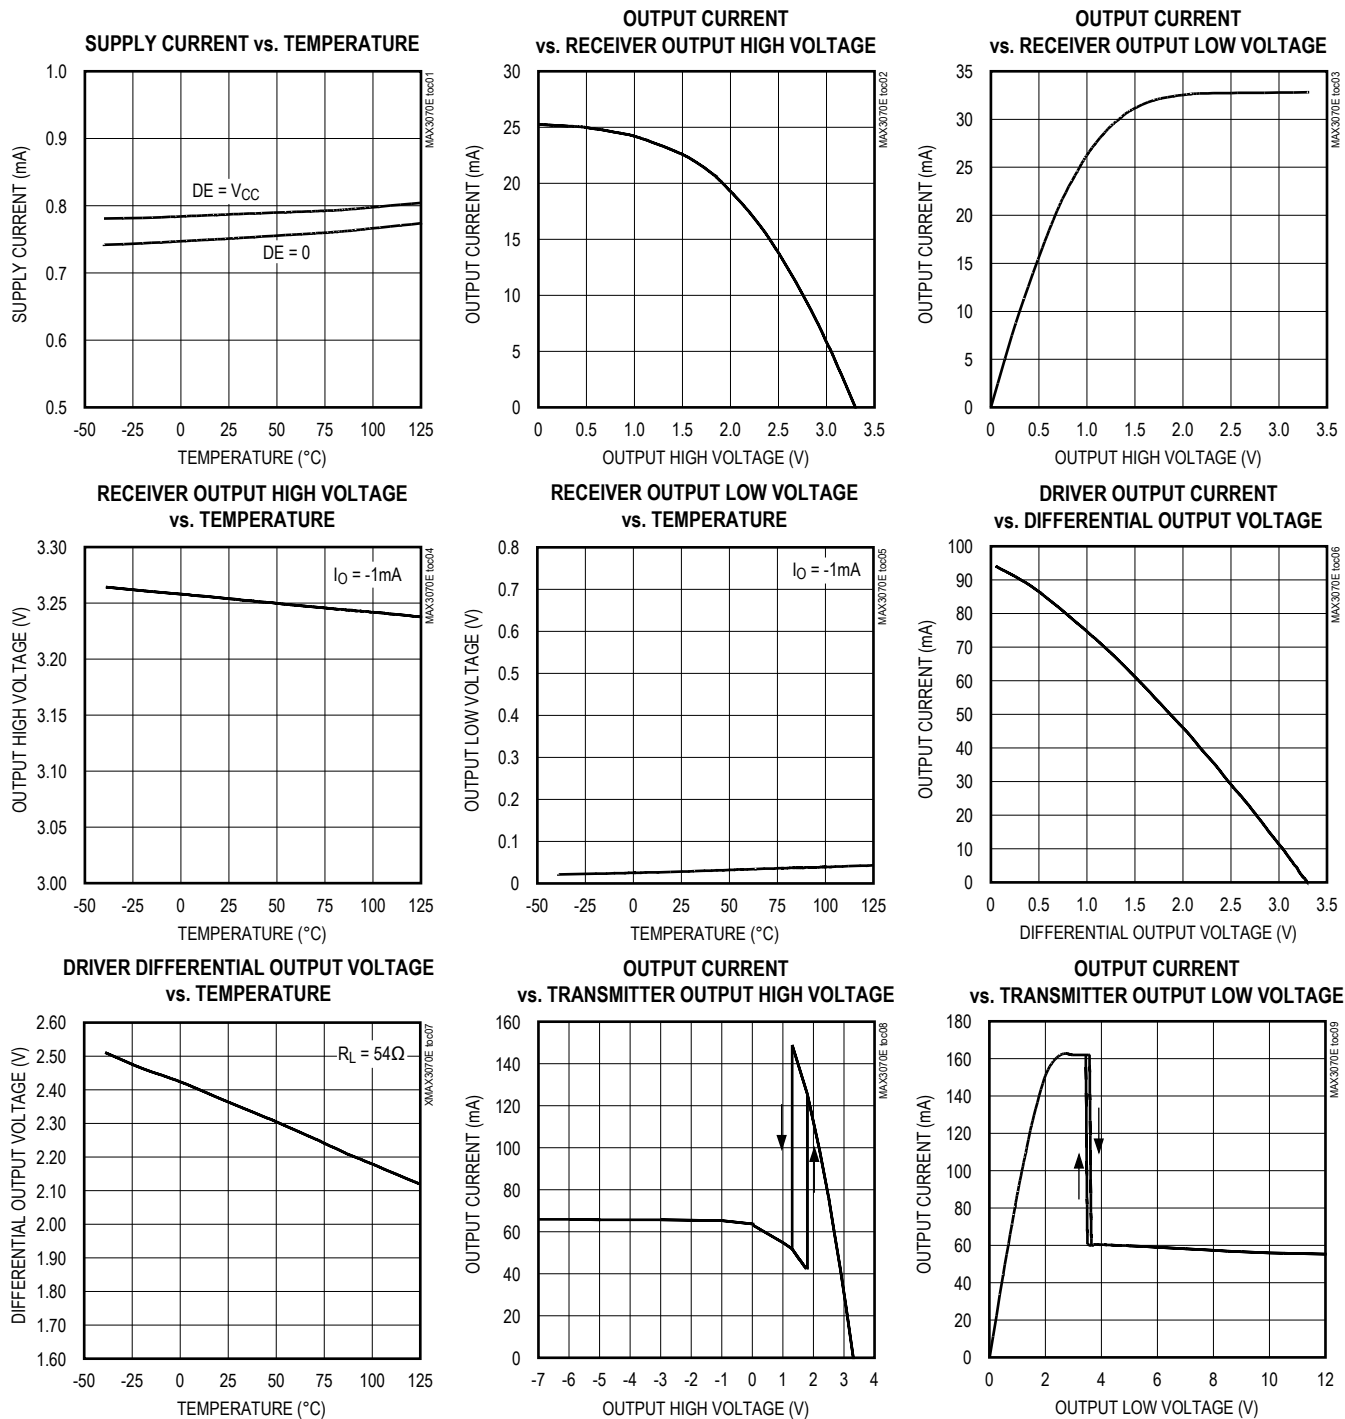 SUPPLY CURRENT vs. TEMPERATURE
1.0
0.9
0.8
0.7
0.6
0.5
SUPPLY CURRENT (mA)
DE = VCC
DE = 0
-50 -25 0 25 50 75 100 125
TEMPERATURE (°C)
MAX3070E toc01
OUTPUT CURRENT
vs. RECEIVER OUTPUT HIGH VOLTAGE
30
25
20
15
10
5
0
OUTPUT CURRENT (mA)
0 0.5 1.0 1.5 2.0 2.5 3.0 3.5
OUTPUT HIGH VOLTAGE (V)
MAX3070E toc02
OUTPUT CURRENT
vs. RECEIVER OUTPUT LOW VOLTAGE
35
30
25
20
15
10
5
0
OUTPUT CURRENT (mA)
0 0.5 1.0 1.5 2.0 2.5 3.0 3.5
OUTPUT HIGH VOLTAGE (V)
MAX3070E toc03
RECEIVER OUTPUT HIGH VOLTAGE
vs. TEMPERATURE
3.30
3.25
3.20
3.15
3.10
3.05
3.00
OUTPUT HIGH VOLTAGE (V)
IO = -1mA
-50 -25 0 25 50 75 100 125
TEMPERATURE (°C)
MAX3070E toc04
RECEIVER OUTPUT LOW VOLTAGE
vs. TEMPERATURE
0.8
0.7
0.6
0.5
0.4
0.3
0.2
0.1
0
OUTPUT LOW VOLTAGE (V)
IO = -1mA
-50 -25 0 25 50 75 100 125
TEMPERATURE (°C)
MAX3070E toc05
DRIVER OUTPUT CURRENT
vs. DIFFERENTIAL OUTPUT VOLTAGE
100
90
80
70
60
50
40
30
20
10
0
OUTPUT CURRENT (mA)
0 0.5 1.0 1.5 2.0 2.5 3.0 3.5
DIFFERENTIAL OUTPUT VOLTAGE (V)
MAX3070E toc06
DRIVER DIFFERENTIAL OUTPUT VOLTAGE
vs. TEMPERATURE
2.60
2.50
2.40
2.30
2.20
2.10
2.00
1.90
1.80
1.70
1.60
DIFFERENTIAL OUTPUT VOLTAGE (V)
RL = 54Ω
-50 -25 0 25 50 75 100 125
TEMPERATURE (°C)
XMAX3070E toc07
OUTPUT CURRENT
vs. TRANSMITTER OUTPUT HIGH VOLTAGE
160
140
120
100
80
60
40
20
0
OUTPUT CURRENT (mA)
-7 -6 -5 -4 -3 -2 -1 0 1 2 3 4
OUTPUT HIGH VOLTAGE (V)
MAX3070E toc08
OUTPUT CURRENT
vs. TRANSMITTER OUTPUT LOW VOLTAGE
180
160
140
120
100
80
60
40
20
0
OUTPUT CURRENT (mA)
0 2 4 6 8 10 12
OUTPUT LOW VOLTAGE (V)
MAX3070E toc09